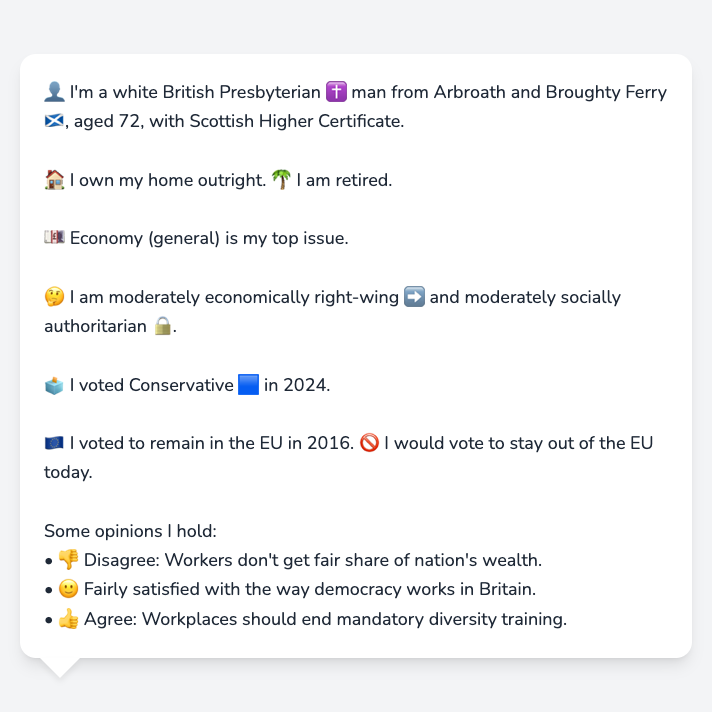 👤 I'm a white British Presbyterian ✝️ man from Arbroath and Broughty Ferry
🏴󠁧󠁢󠁳󠁣󠁴󠁿, aged 72, with Scottish Higher Certificate.
🏠 I own my home outright. 🌴 I am retired.
💷 Economy (general) is my top issue.
🤔 I am moderately economically right-wing ➡️ and moderately socially
authoritarian 🔒.
🗳️ I voted Conservative 🟦 in 2024.
🇪🇺 I voted to remain in the EU in 2016. 🚫 I would vote to stay out of the EU
today.
Some opinions I hold:
• 👎 Disagree: Workers don't get fair share of nation's wealth.
• 🙂 Fairly satisfied with the way democracy works in Britain.
• 👍 Agree: Workplaces should end mandatory diversity training.